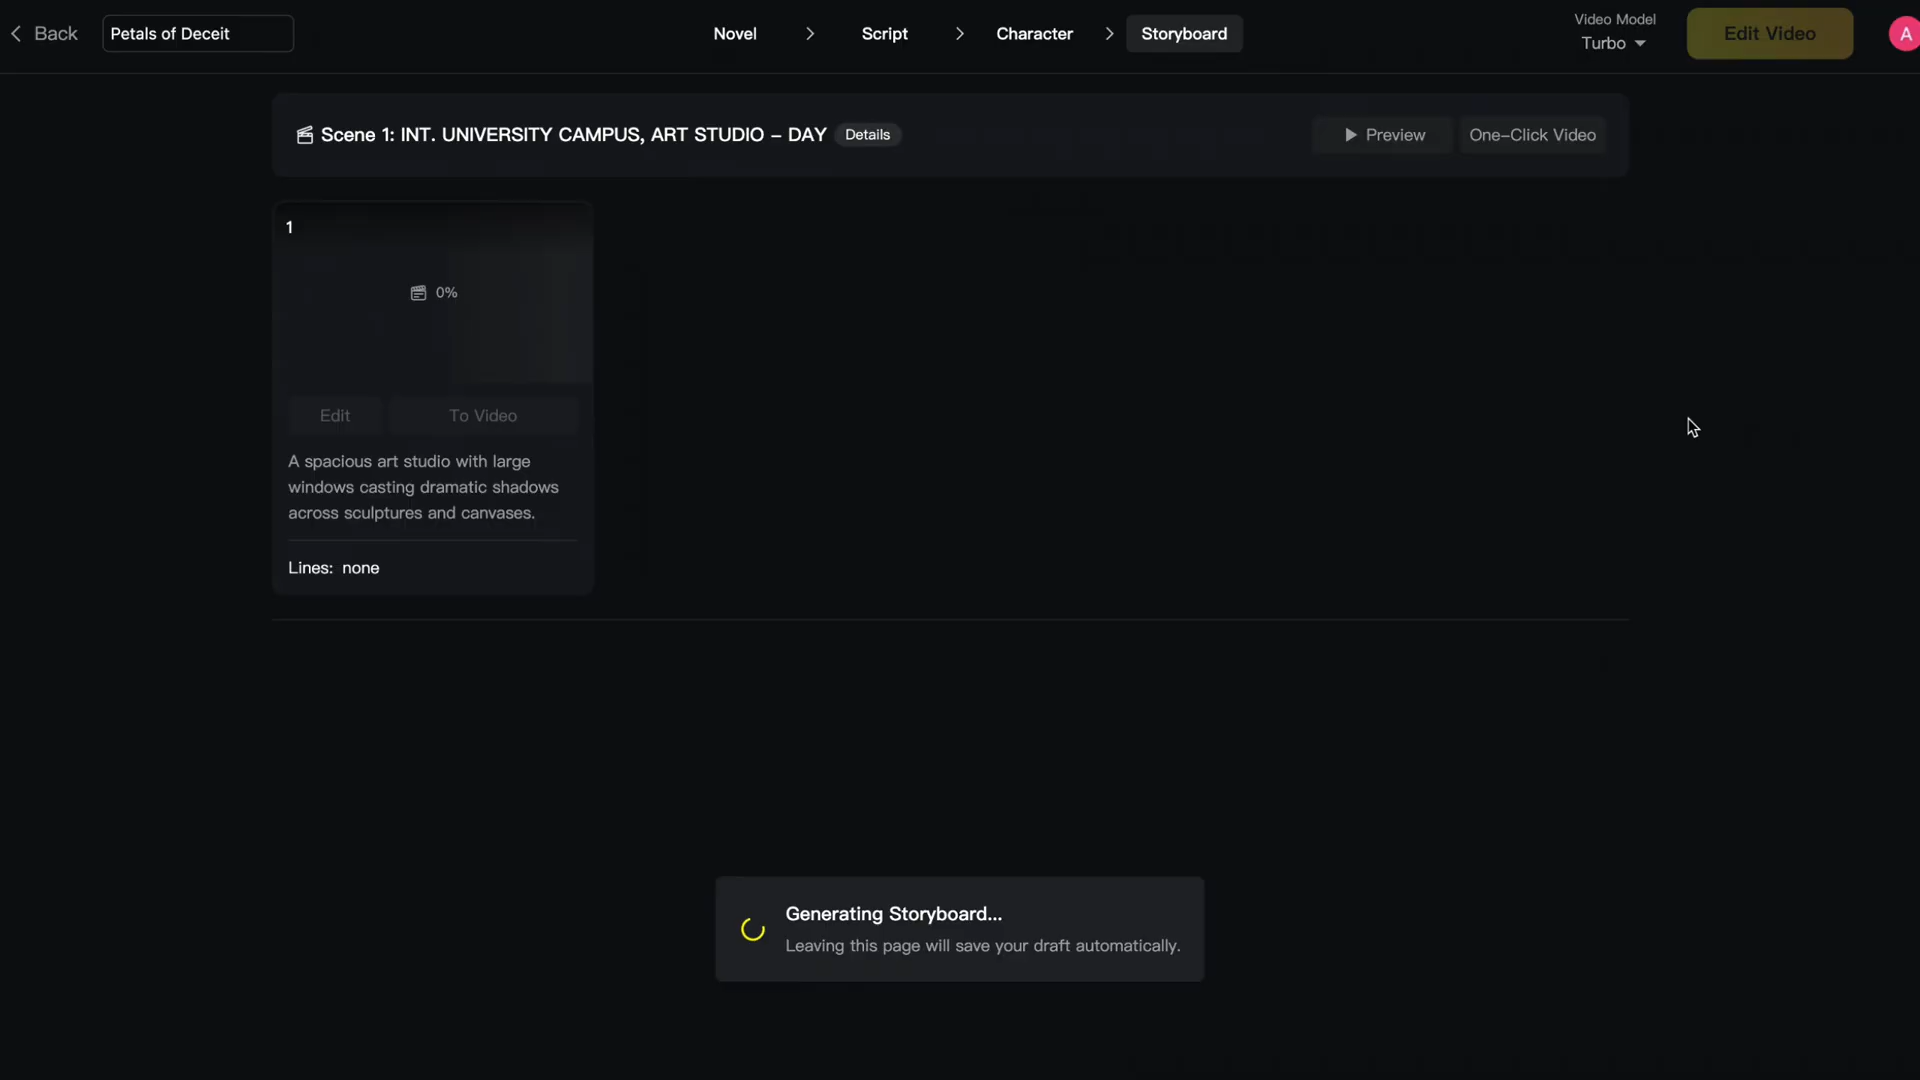 Back
Petals of Deceit
Novel
Script
Character
Storyboard
Video Model
Turbo
Edit Video
A
Scene 1: INT. UNIVERSITY CAMPUS, ART STUDIO – DAY
Details
Preview
One–Click Video
1
0%
Edit
To Video
A spacious art studio with large
windows casting dramatic shadows
across sculptures and canvases.
Lines: none
Generating Storyboard...
Leaving this page will save your draft automatically.